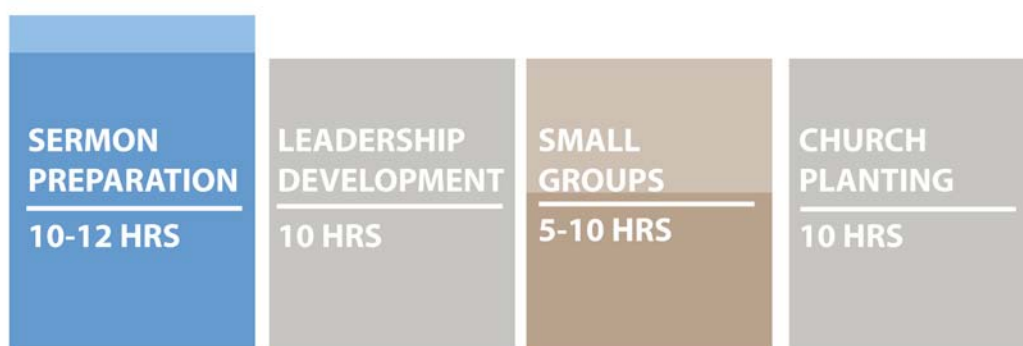 SERMON
PREPARATION
10-12 HRS
LEADERSHIP
DEVELOPMENT
10 HRS
SMALL
GROUPS
5-10 HRS
CHURCH
PLANTING
10 HRS